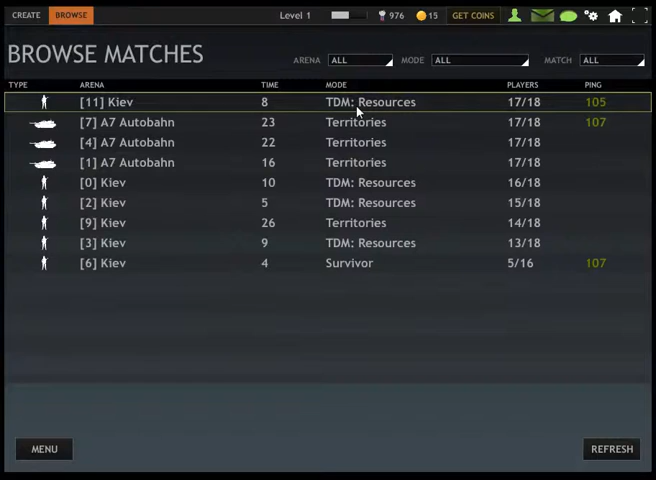 CREATE BROWSE Level 1 976 15 GET COINS
BROWSE MATCHES ARENA ALL MODE ALL MATCH ALL
TYPE ARENA TIME MODE PLAYERS PING
[11] Kiev 8 TDM: Resources 17/18 105
[7] A7 Autobahn 23 Territories 17/18 107
[4] A7 Autobahn 22 Territories 17/18
[1] A7 Autobahn 16 Territories 17/18
[0] Kiev 10 TDM: Resources 16/18
[2] Kiev 5 TDM: Resources 15/18
[9] Kiev 26 Territories 14/18
[3] Kiev 9 TDM: Resources 13/18
[6] Kiev 4 Survivor 5/16 107
MENU REFRESH